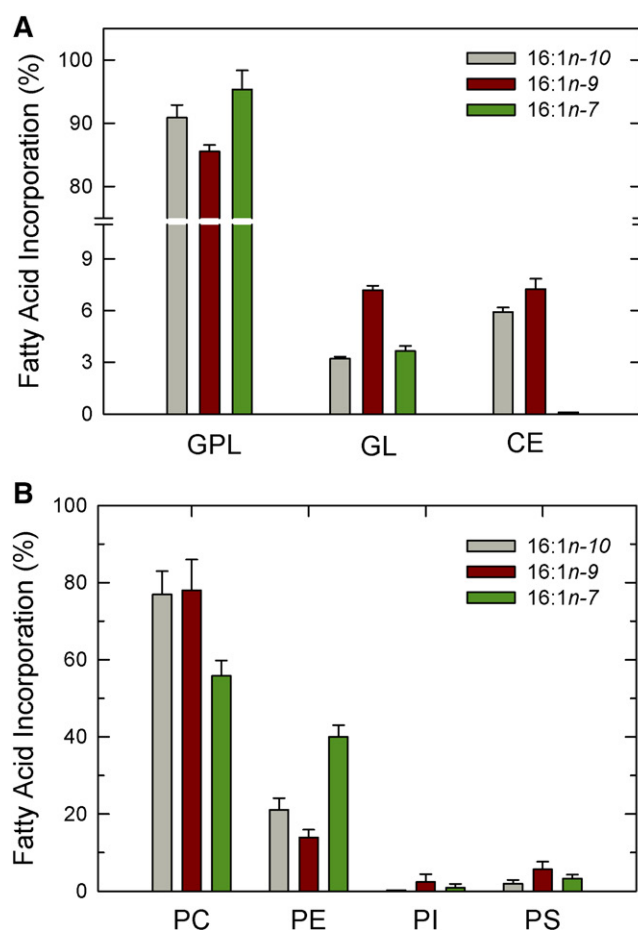 A
Fatty Acid Incorporation (%)
100
90
80
9
6
3
0
16:1n-10
16:1n-9
16:1n-7
GPL GL CE
B
Fatty Acid Incorporation (%)
100
80
60
40
20
0
16:1n-10
16:1n-9
16:1n-7
PC PE PI PS